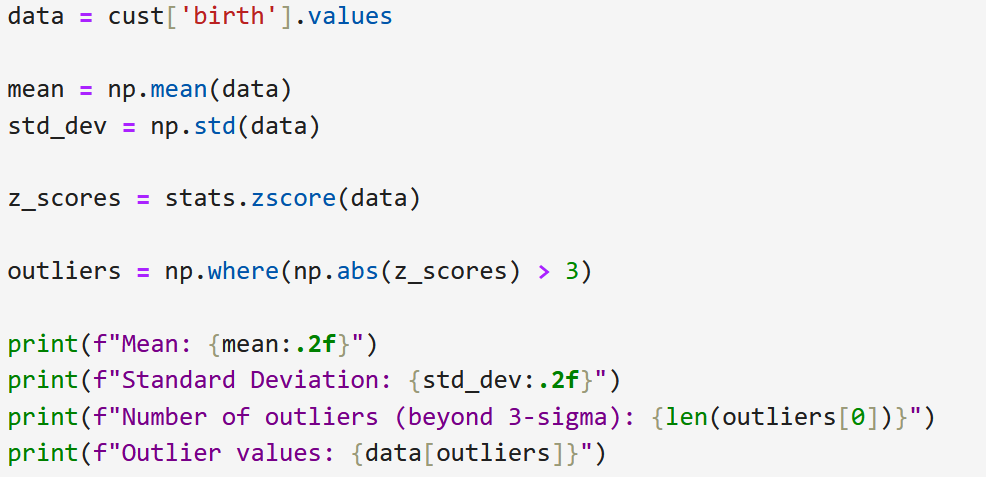 data = cust['birth'].values
mean = np.mean(data)
std_dev = np.std(data)
z_scores = stats.zscore(data)
outliers = np.where(np.abs(z_scores) > 3)
print(f"Mean: {mean:.2f}")
print(f"Standard Deviation: {std_dev:.2f}")
print(f"Number of outliers (beyond 3-sigma): {len(outliers[0])}")
print(f"Outlier values: {data[outliers]}")